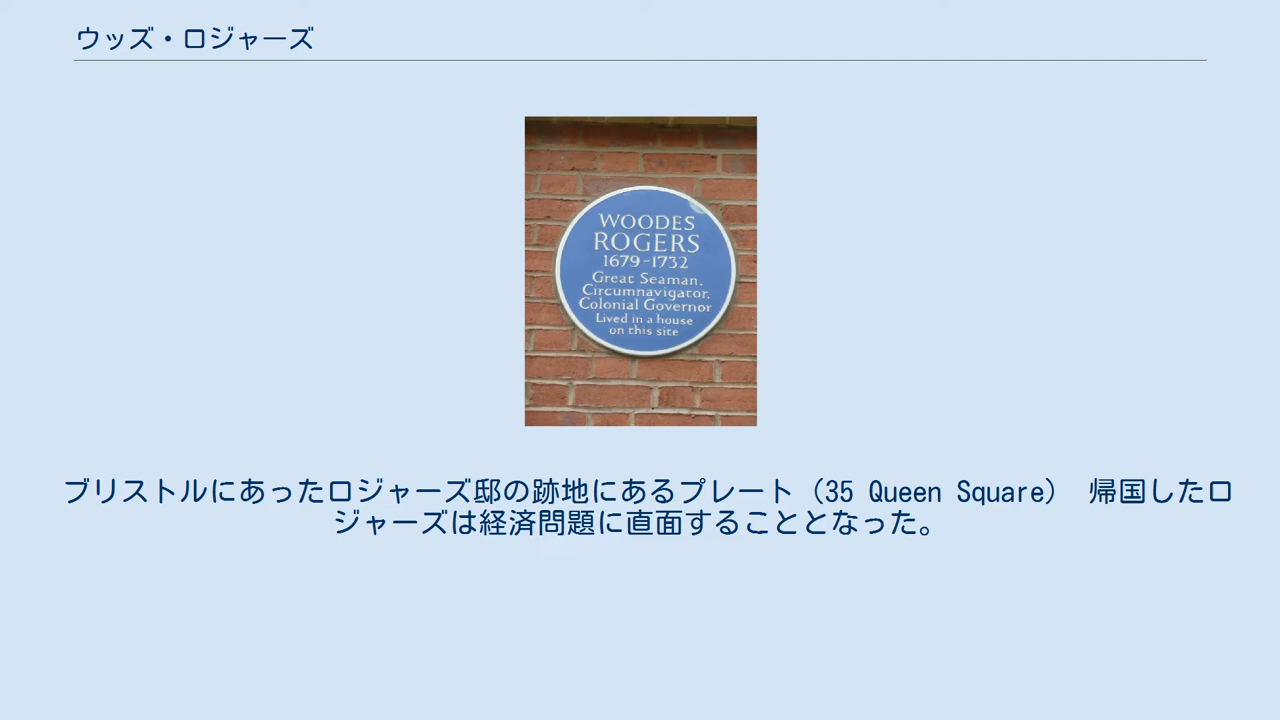 ウッズ・ロジャーズ
WOODES
ROGERS
1679-1732
Great Seaman,
Circumnavigator,
Colonial Governor
Lived in a house
on this site
ブリストルにあったロジャーズ邸の跡地にあるプレート（35 Queen Square） 帰国したロ
ジャーズは経済問題に直面することとなった。